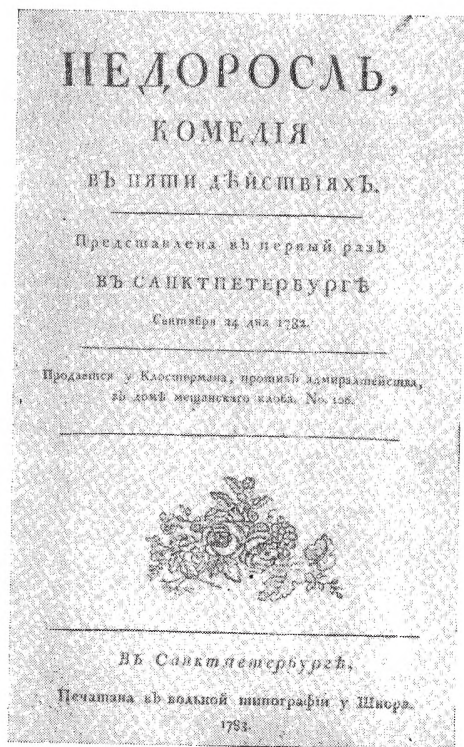 НЕДОРОСЛЬ,
КОМЕДІЯ
ВЪ ПЯТИ ДѢЙСТВІЯХЪ.
Представлена въ первый разъ
ВЪ САНКТПЕТЕРБУРГѢ
Сентября 24 дня 1782.
Продается у Клостермана, противъ адмиралтейства,
въ домѣ мещанскаго клоба, No. 106.
ВЪ Санктпетербургѣ,
Печатана въ вольной типографіи у Шнора.
1783.